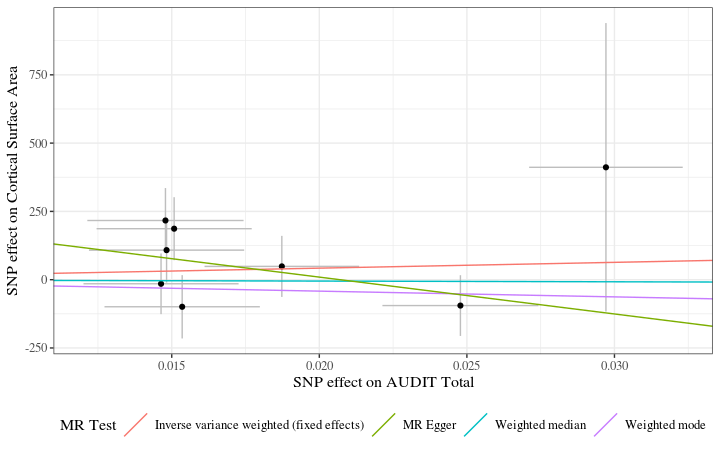 SNP effect on Cortical Surface Area
750
500
250
0
-250
0.015
0.020
0.025
0.030
SNP effect on AUDIT Total
MR Test
Inverse variance weighted (fixed effects)
MR Egger
Weighted median
Weighted mode